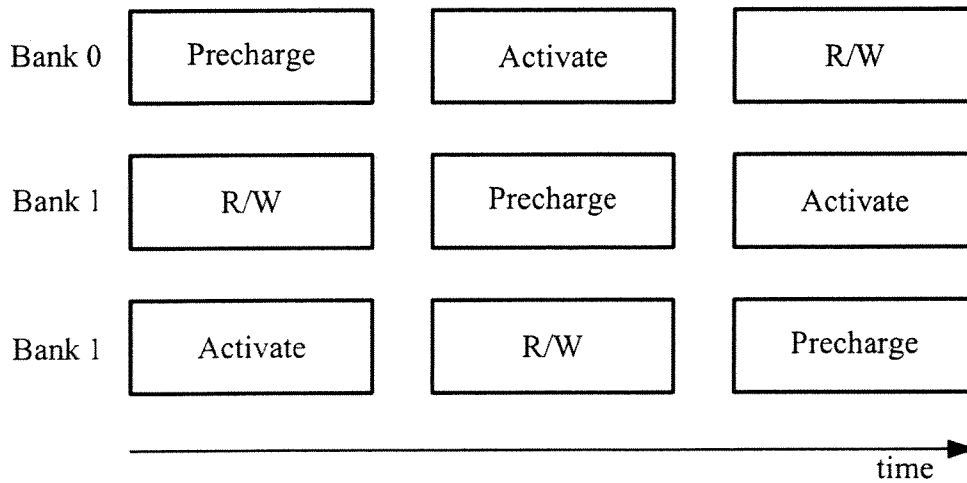 Bank 0 Precharge Activate R/W
Bank 1 R/W Precharge Activate
Bank 1 Activate R/W Precharge
time